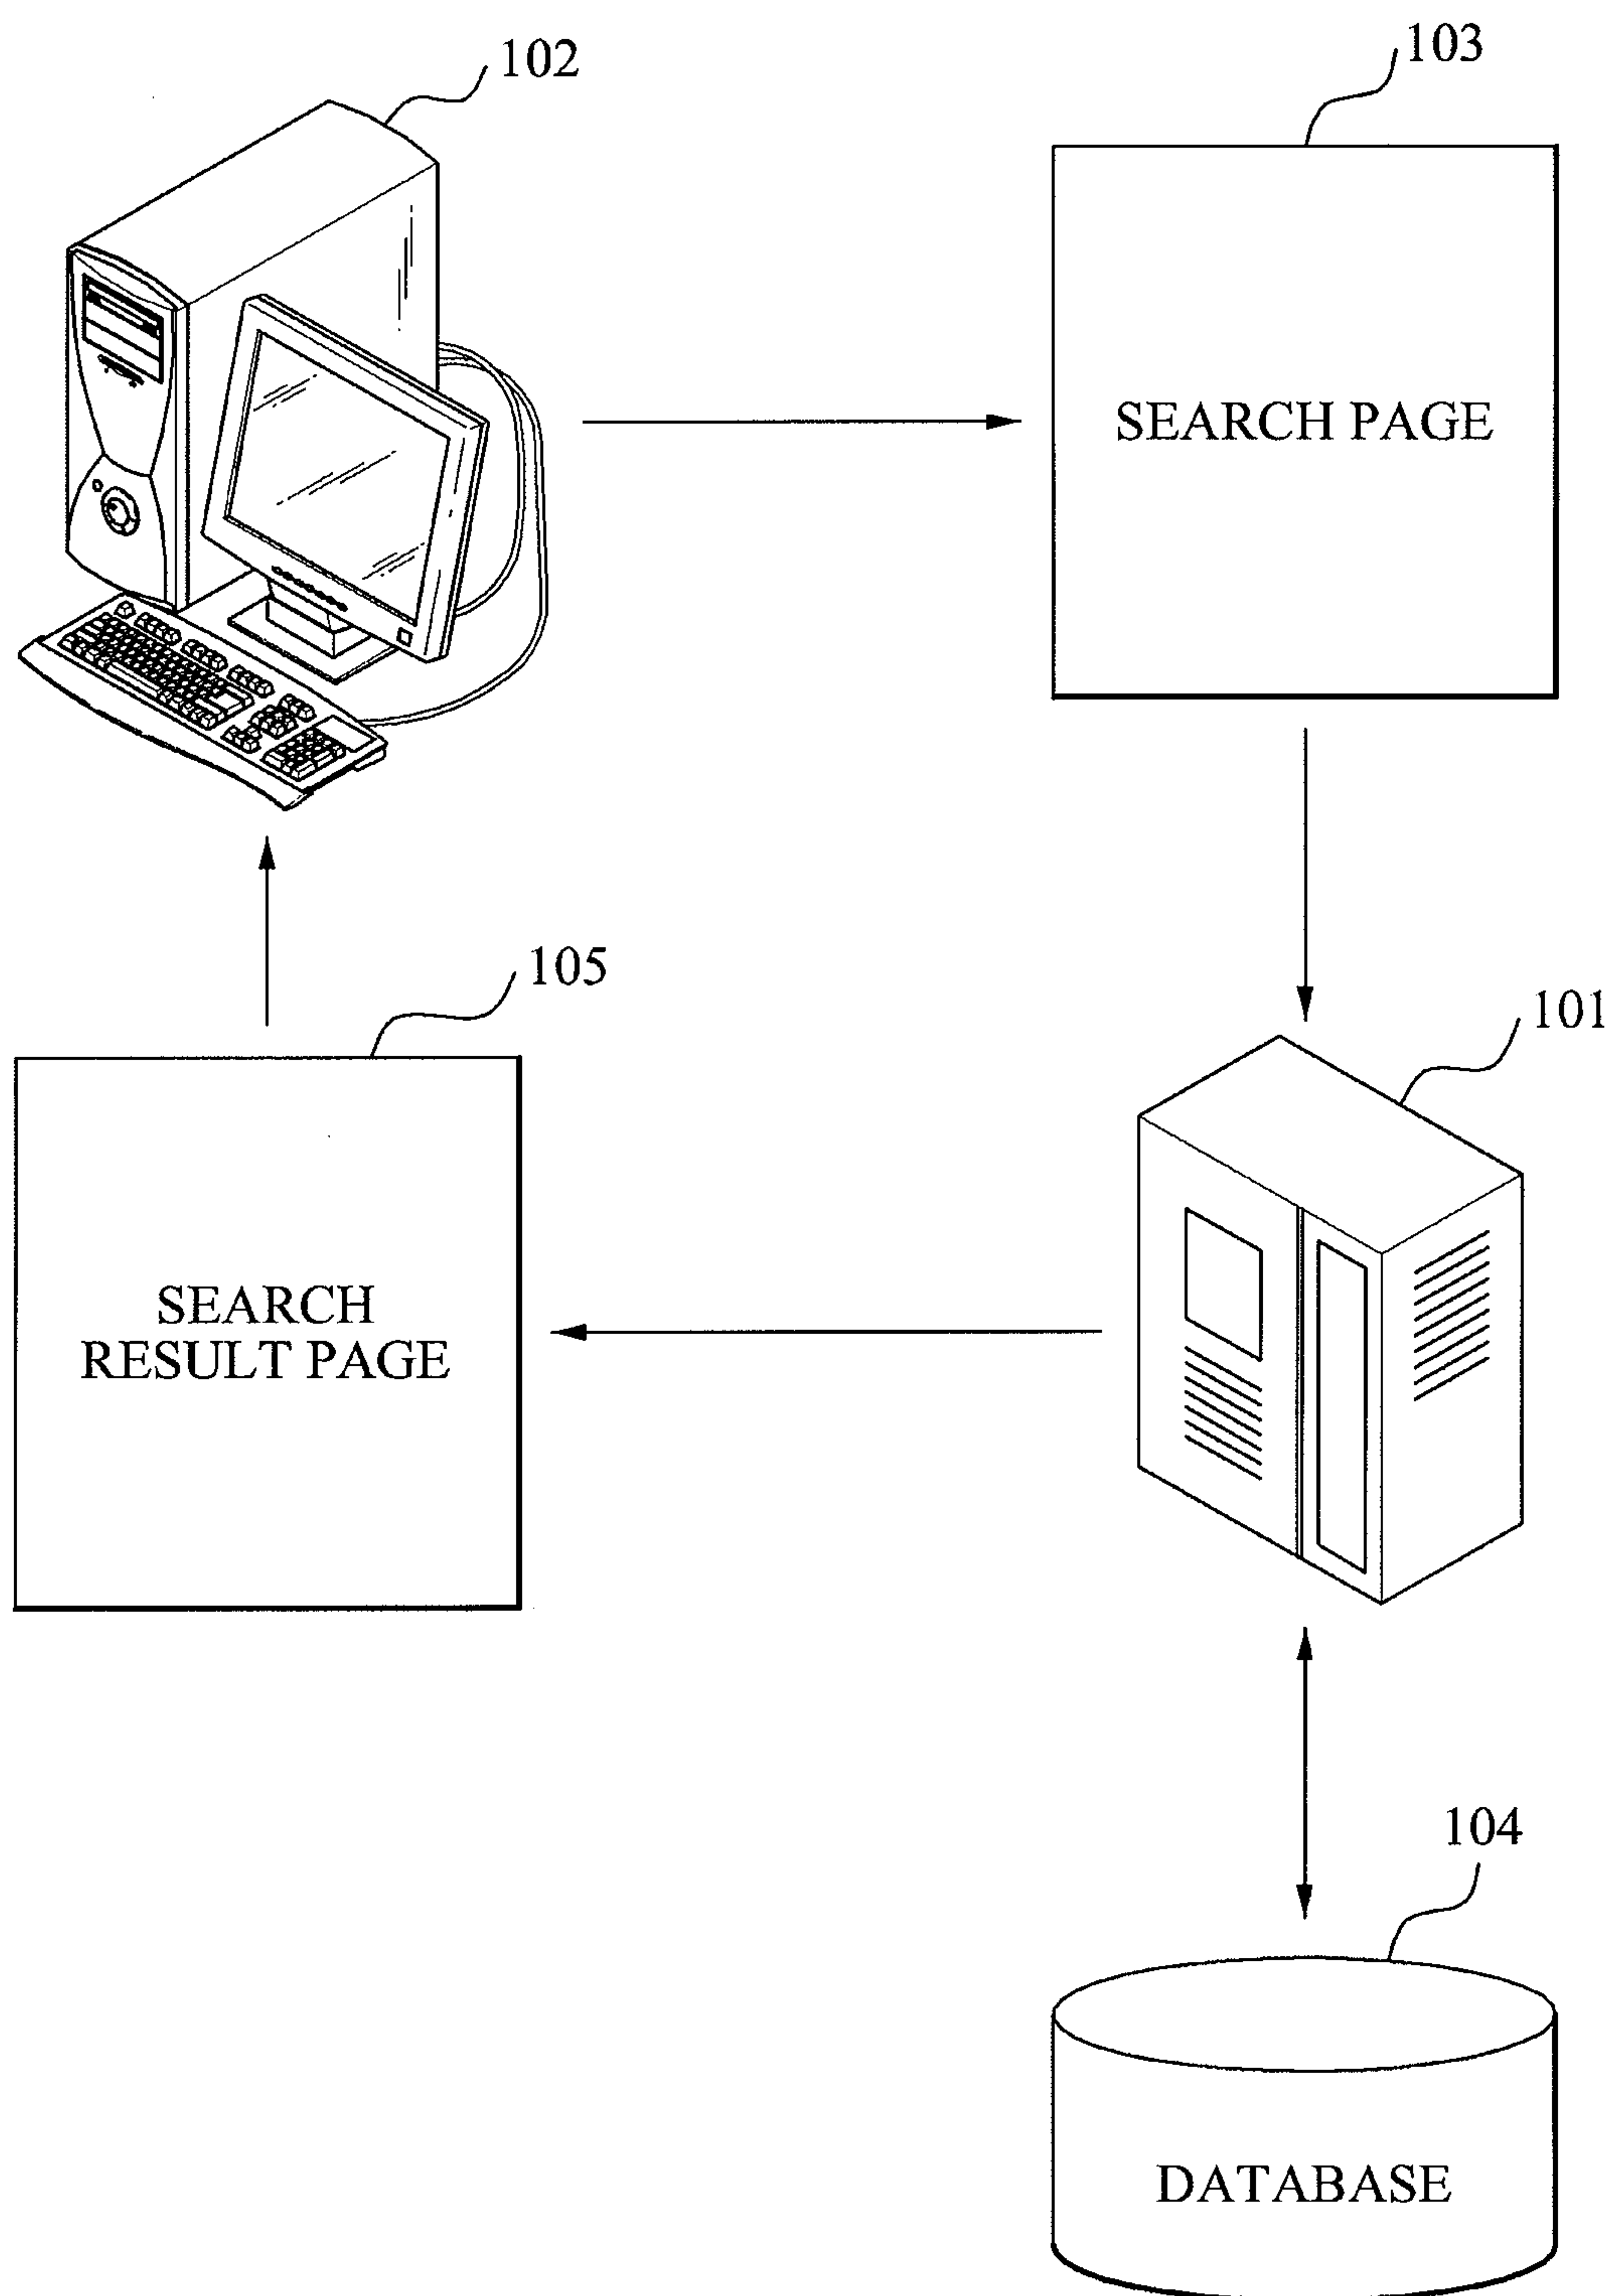 102
103
SEARCH PAGE
105
101
SEARCH
RESULT PAGE
104
DATABASE